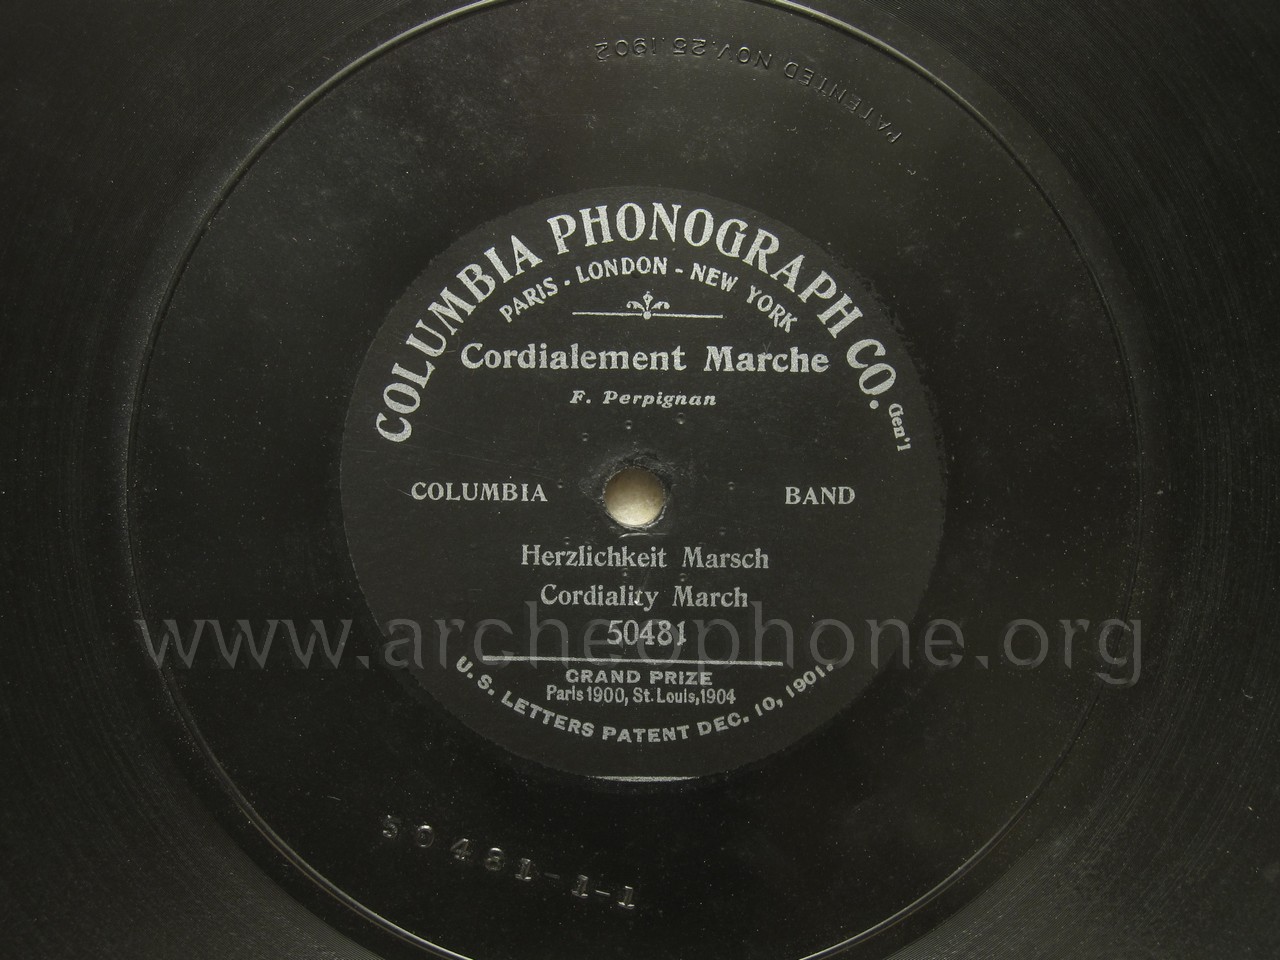 PATENTED NOV. 25. 1902
COLUMBIA PHONOGRAPH CO. Gen'l
PARIS - LONDON - NEW YORK
Cordialement Marche
F. Perpignan
COLUMBIA BAND
Herzlichkeit Marsch
Cordiality March
50481
www.archeophone.org
GRAND PRIZE
Paris 1900, St. Louis, 1904
U. S. LETTERS PATENT DEC. 10, 1901.
50481-1-1